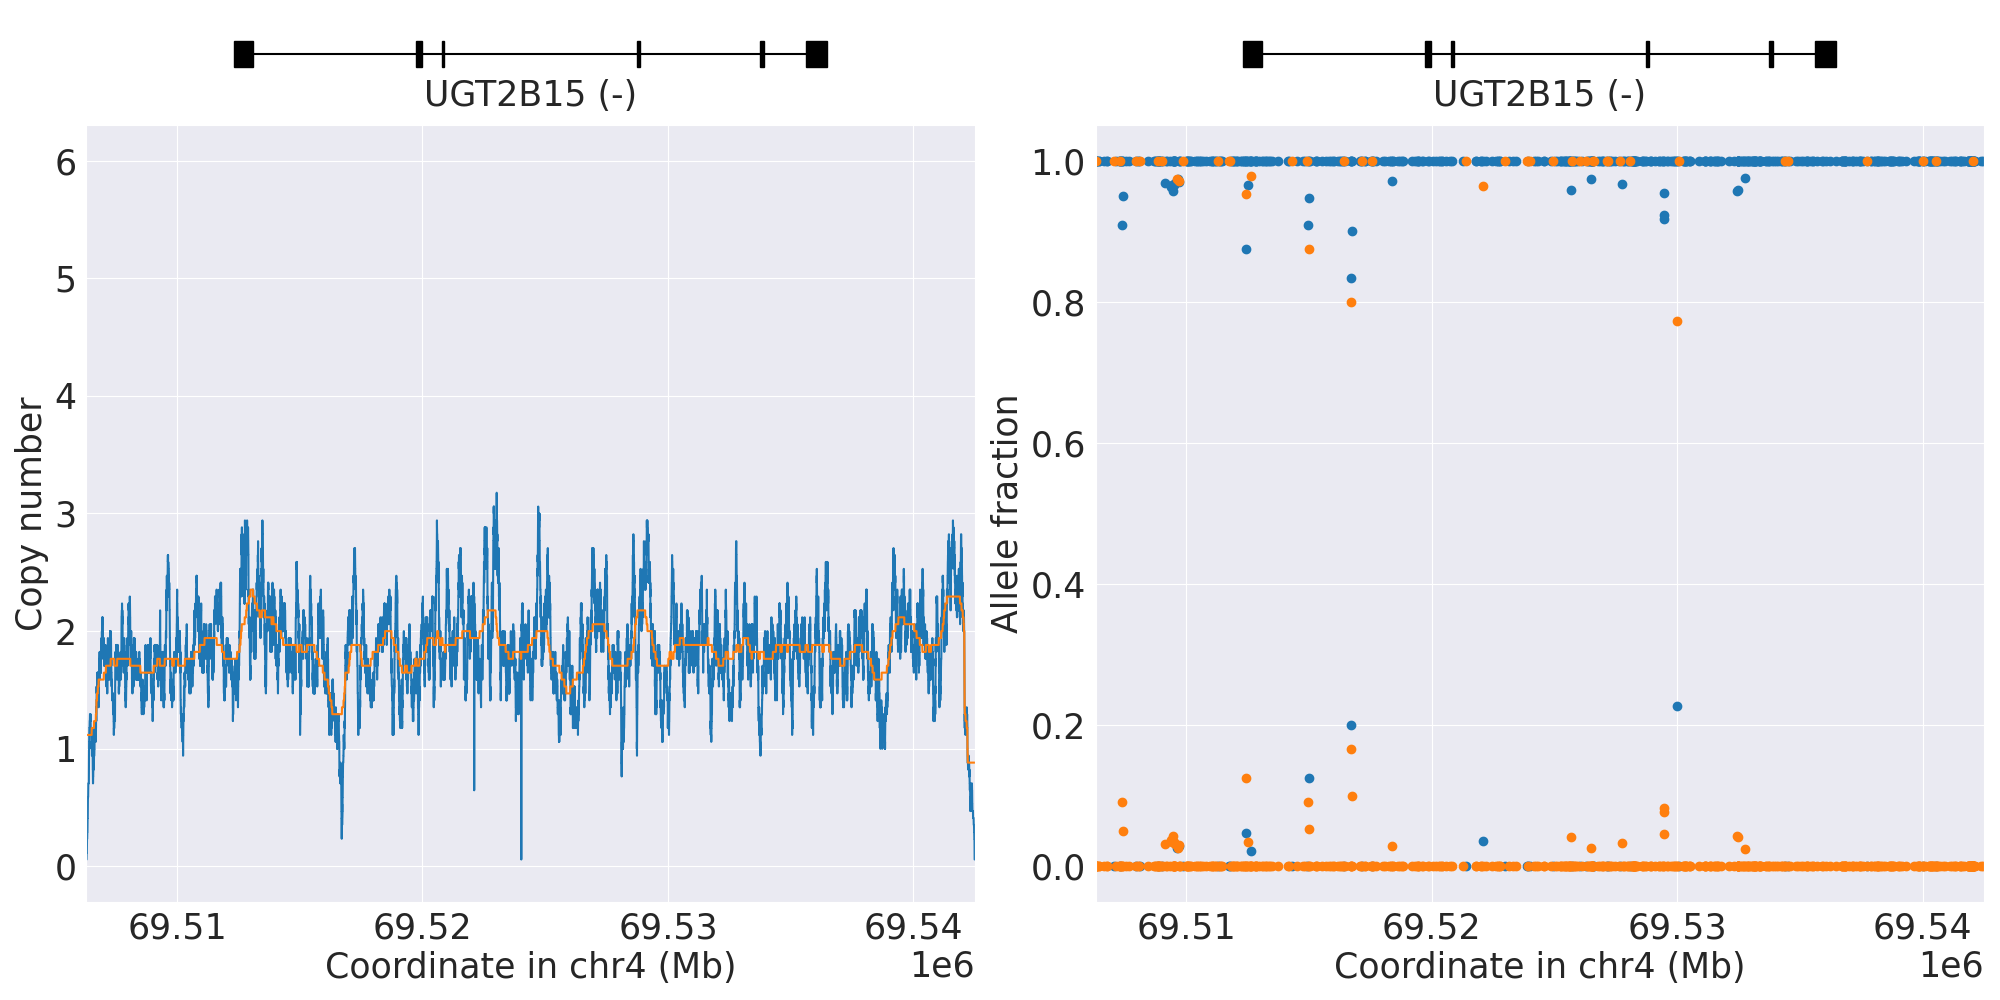 UGT2B15 (-)
6
5
4
3
2
1
0
Copy number
69.51 69.52 69.53 69.54
Coordinate in chr4 (Mb) 1e6
UGT2B15 (-)
1.0
0.8
0.6
0.4
0.2
0.0
Allele fraction
69.51 69.52 69.53 69.54
Coordinate in chr4 (Mb) 1e6